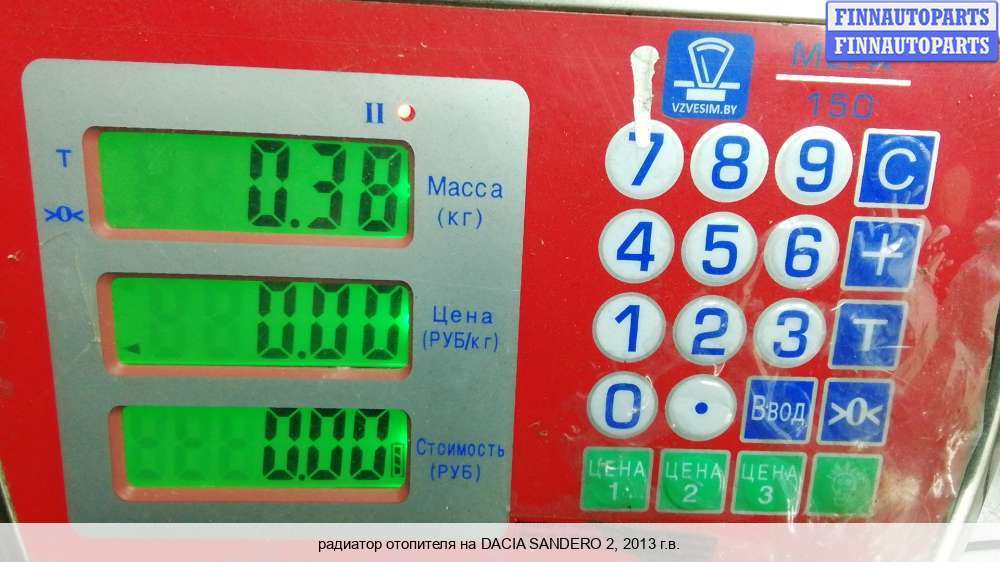 FINNAUTOPARTS
FINNAUTOPARTS
150
VZVESIM.BY
II
T
>0<
0.38
Масса
(кг)
0.00
Цена
(РУБ/кг)
0.00
Стоимость
(РУБ)
7 8 9 C
4 5 6 +
1 2 3 T
0 . Ввод >0<
ЦЕНА 1 ЦЕНА 2 ЦЕНА 3
радиатор отопителя на DACIA SANDERO 2, 2013 г.в.